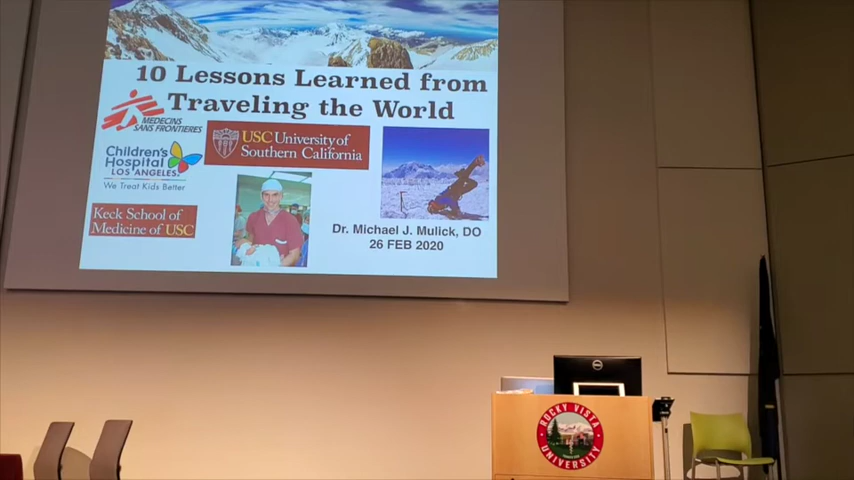 10 Lessons Learned from
Traveling the World
MEDECINS
SANS FRONTIERES
USC University of
Southern California
Children's
Hospital
LOS ANGELES
We Treat Kids Better
Keck School of
Medicine of USC
Dr. Michael J. Mulick, DO
26 FEB 2020
DELL
ROCKY VISTA
UNIVERSITY